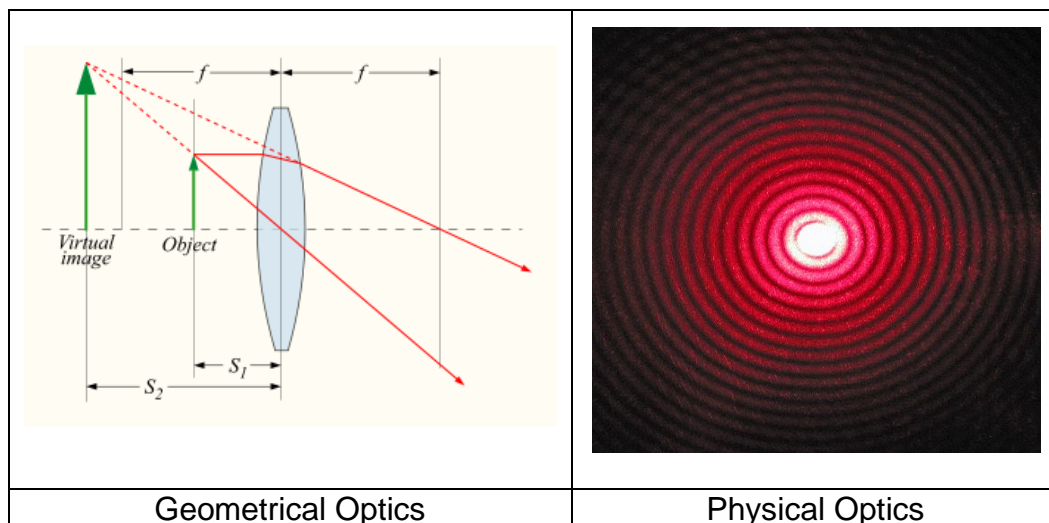 f
f
Virtual
image
Object
S1
S2
Geometrical Optics
Physical Optics